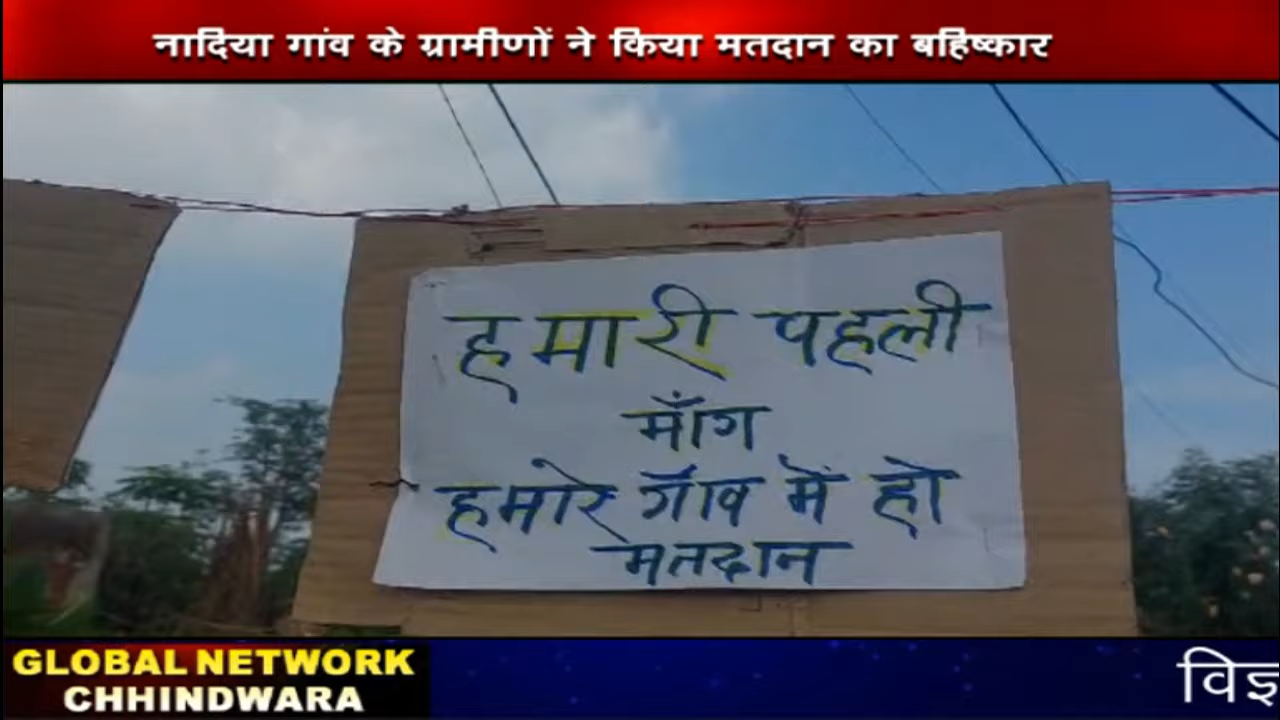 नादिया गांव के ग्रामीणों ने किया मतदान का बहिष्कार
हमारी पहली
माँग
हमारे गाँव में हो
मतदान
GLOBAL NETWORK
CHHINDWARA